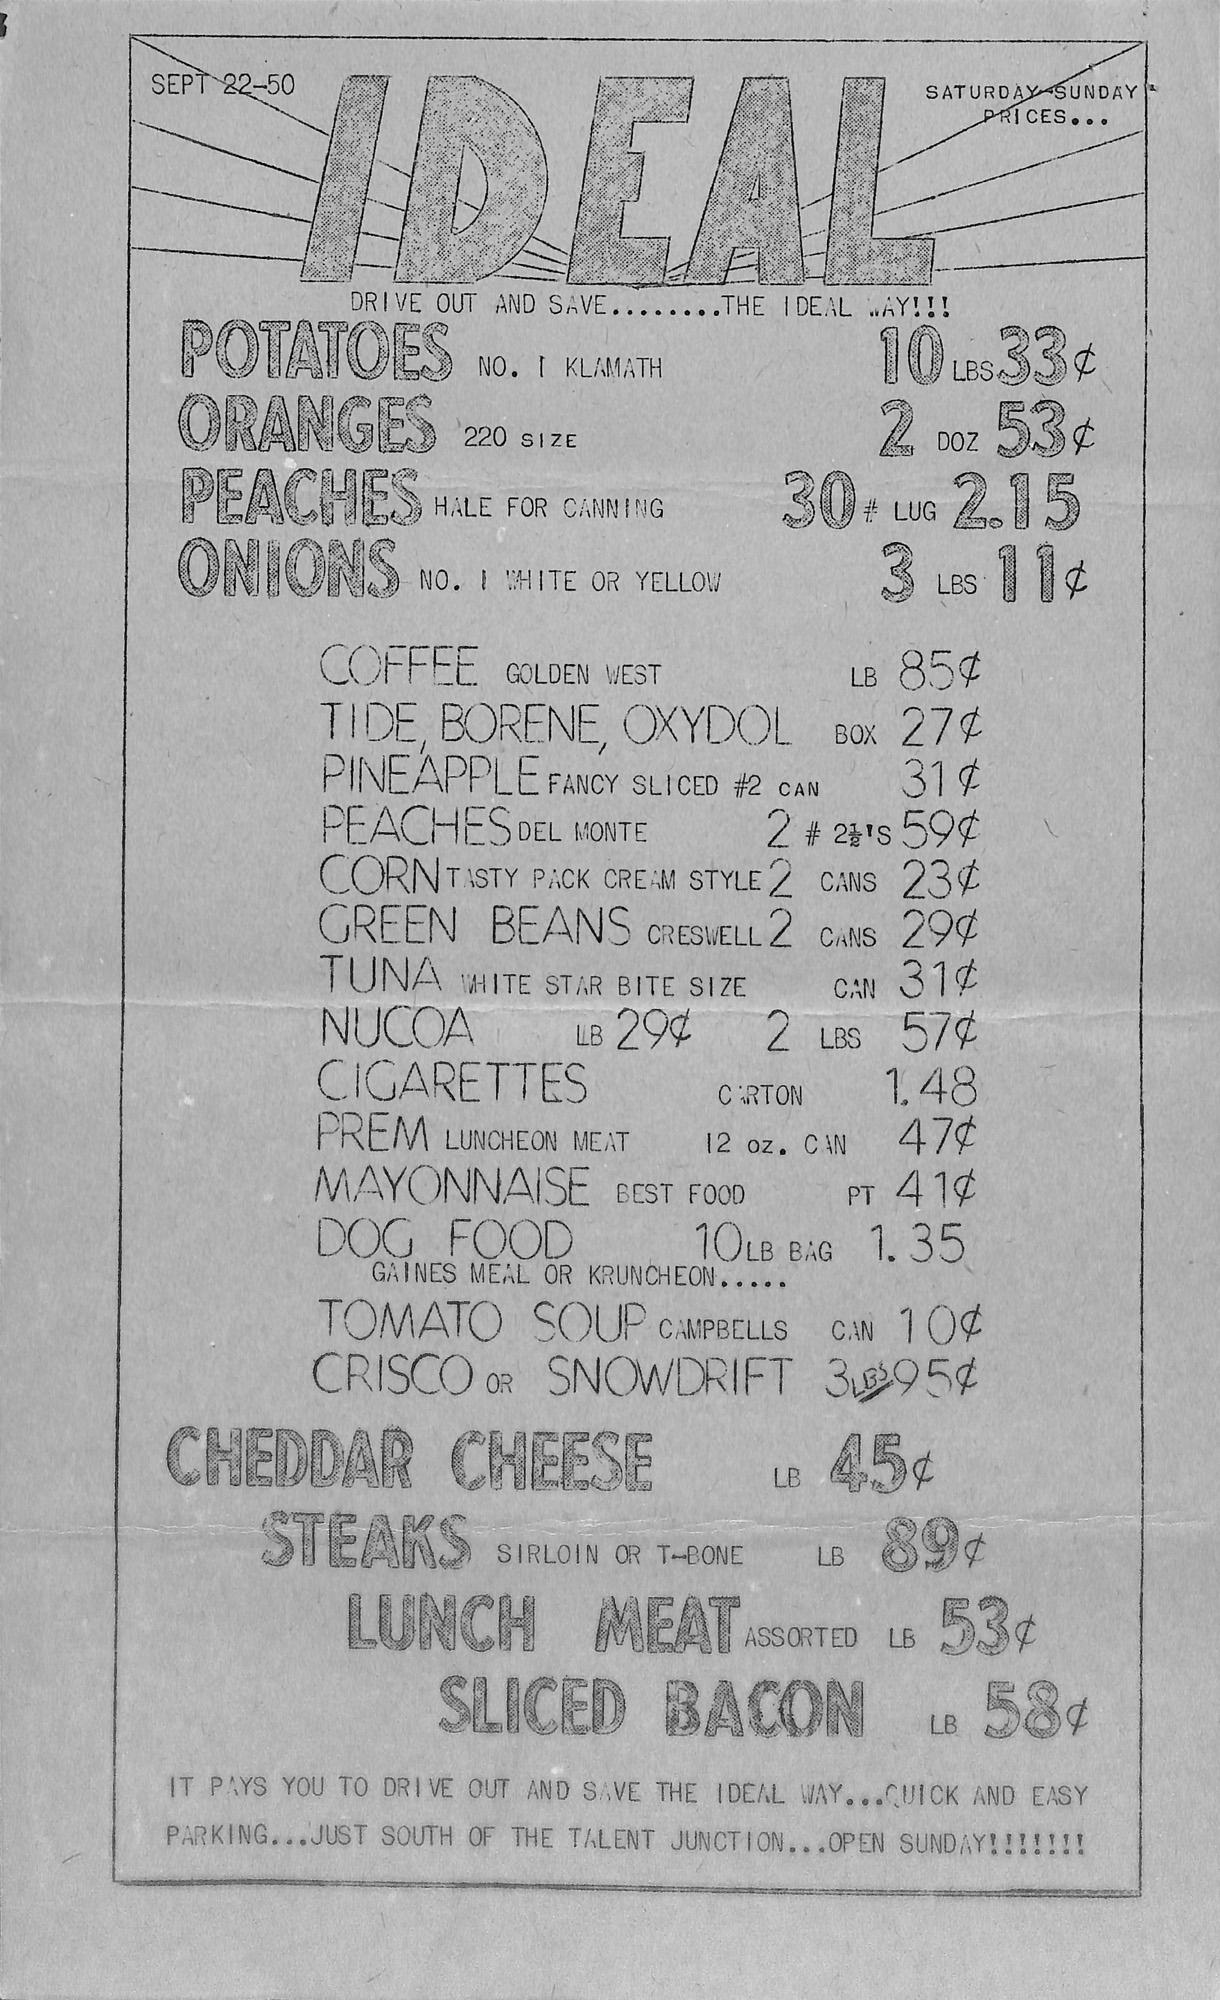 SEPT 22-50
IDEAL
SATURDAY-SUNDAY
PRICES...
DRIVE OUT AND SAVE........THE IDEAL WAY!!!
POTATOES NO. 1 KLAMATH 10 LBS 33¢
ORANGES 220 SIZE 2 DOZ 53¢
PEACHES HALE FOR CANNING 30# LUG 2.15
ONIONS NO. 1 WHITE OR YELLOW 3 LBS 11¢
COFFEE GOLDEN WEST LB 85¢
TIDE, BORENE, OXYDOL BOX 27¢
PINEAPPLE FANCY SLICED #2 CAN 31¢
PEACHES DEL MONTE 2 # 2½'S 59¢
CORN TASTY PACK CREAM STYLE 2 CANS 23¢
GREEN BEANS CRESWELL 2 CANS 29¢
TUNA WHITE STAR BITE SIZE CAN 31¢
NUCOA LB 29¢ 2 LBS 57¢
CIGARETTES CARTON 1.48
PREM LUNCHEON MEAT 12 OZ. CAN 47¢
MAYONNAISE BEST FOOD PT 41¢
DOG FOOD 10 LB BAG 1.35
GAINES MEAL OR KRUNCHEON.....
TOMATO SOUP CAMPBELLS CAN 10¢
CRISCO OR SNOWDRIFT 3 LBS 95¢
CHEDDAR CHEESE LB 45¢
STEAKS SIRLOIN OR T-BONE LB 89¢
LUNCH MEAT ASSORTED LB 53¢
SLICED BACON LB 58¢
IT PAYS YOU TO DRIVE OUT AND SAVE THE IDEAL WAY...QUICK AND EASY
PARKING...JUST SOUTH OF THE TALENT JUNCTION...OPEN SUNDAY!!!!!!!